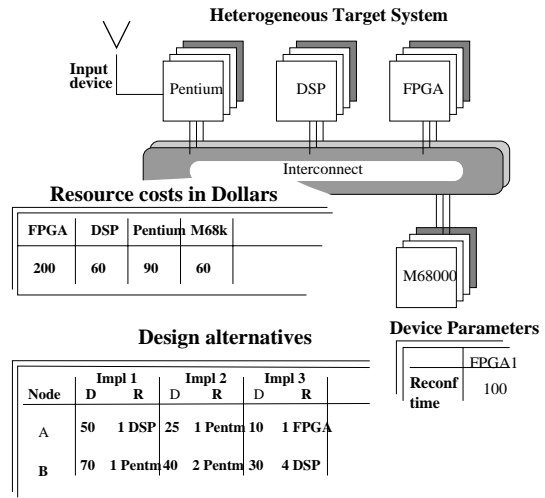 Heterogeneous Target System
Input
device
Pentium
DSP
FPGA
Interconnect
Resource costs in Dollars
FPGA DSP Pentium M68k
200 60 90 60
M68000
Design alternatives
Device Parameters
FPGA1
Reconf
time
100
Impl 1 Impl 2 Impl 3
Node D R D R D R
A 50 1 DSP 25 1 Pentm 10 1 FPGA
B 70 1 Pentm 40 2 Pentm 30 4 DSP